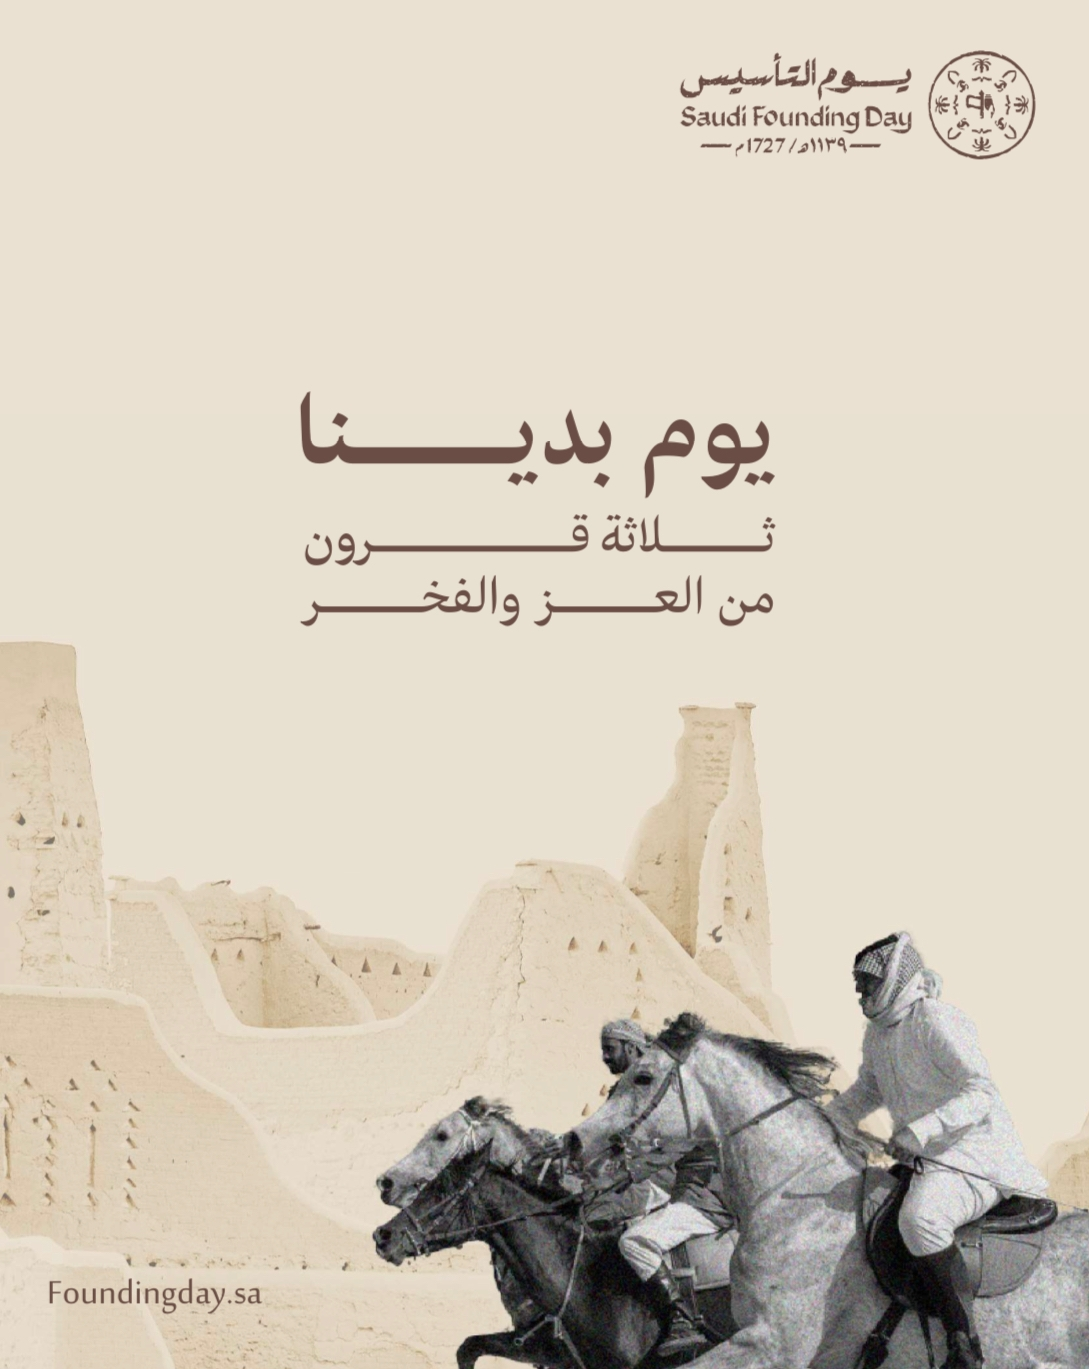 يوم التأسيس
Saudi Founding Day
١١٣٩هـ / 1727م
يوم بدينا
ثلاثة قرون
من العز والفخر
Foundingday.sa